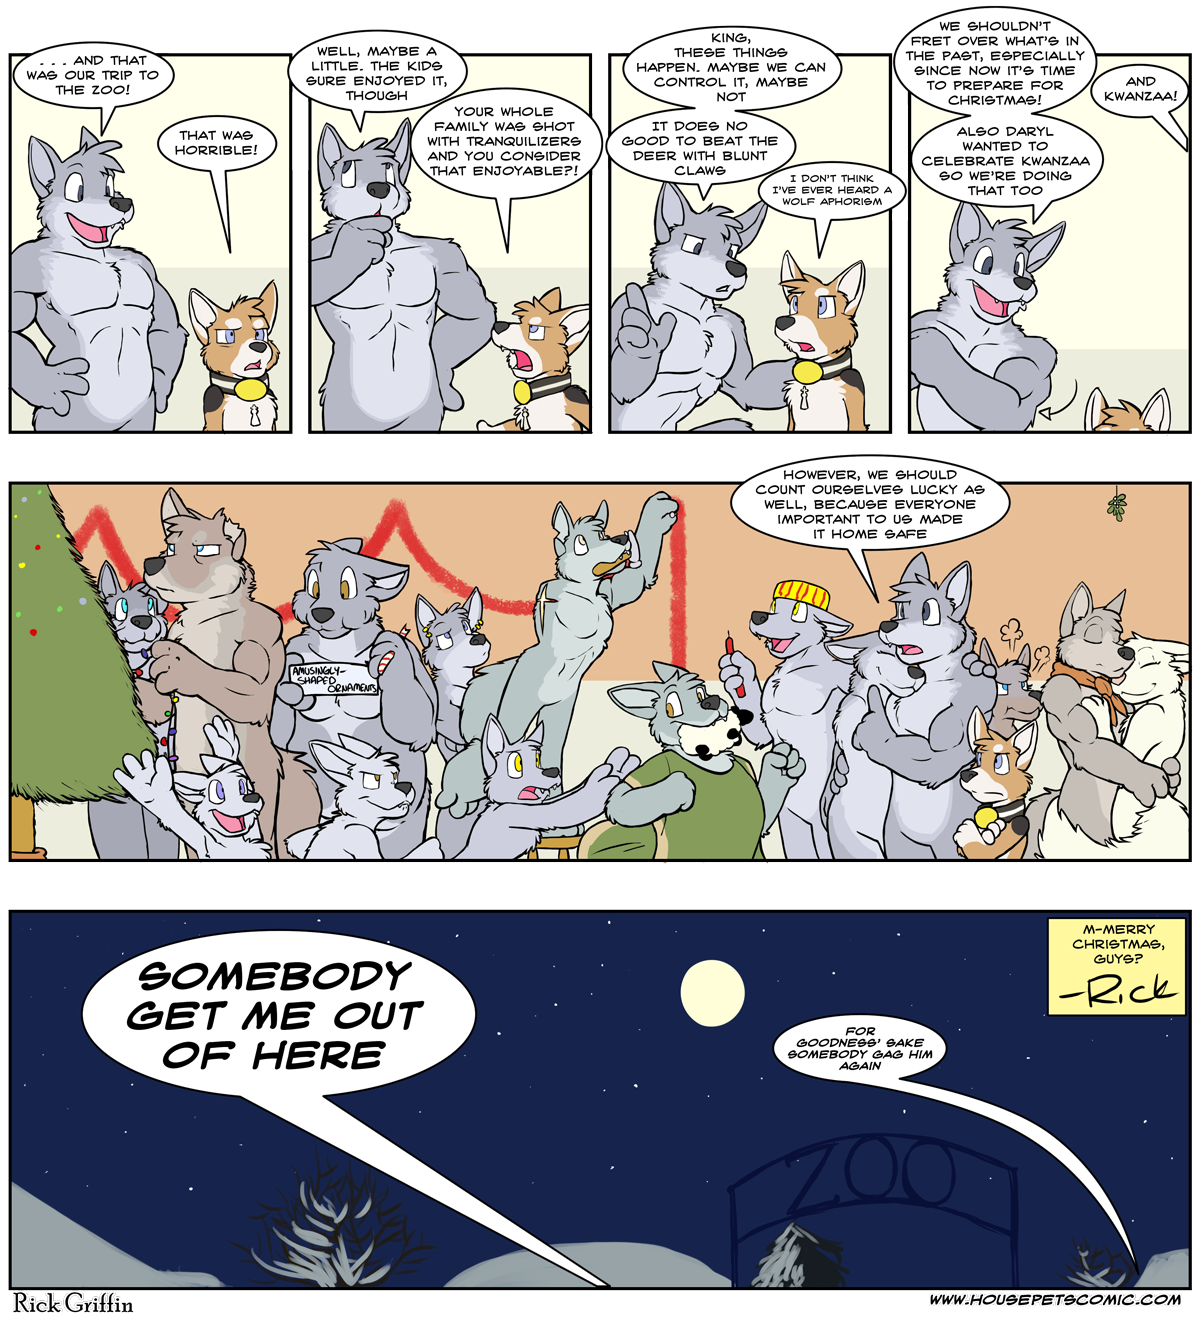 . . . AND THAT
WAS OUR TRIP TO
THE ZOO!
THAT WAS
HORRIBLE!
WELL, MAYBE A
LITTLE. THE KIDS
SURE ENJOYED IT,
THOUGH
YOUR WHOLE
FAMILY WAS SHOT
WITH TRANQUILIZERS
AND YOU CONSIDER
THAT ENJOYABLE?!
KING,
THESE THINGS
HAPPEN. MAYBE WE CAN
CONTROL IT, MAYBE
NOT
IT DOES NO
GOOD TO BEAT THE
DEER WITH BLUNT
CLAWS
I DON'T THINK
I'VE EVER HEARD A
WOLF APHORISM
WE SHOULDN'T
FRET OVER WHAT'S IN
THE PAST, ESPECIALLY
SINCE NOW IT'S TIME
TO PREPARE FOR
CHRISTMAS!
ALSO DARYL
WANTED TO
CELEBRATE KWANZAA
SO WE'RE DOING
THAT TOO
AND
KWANZAA!
HOWEVER, WE SHOULD
COUNT OURSELVES LUCKY AS
WELL, BECAUSE EVERYONE
IMPORTANT TO US MADE
IT HOME SAFE
AMUSINGLY-
SHAPED
ORNAMENTS
SOMEBODY
GET ME OUT
OF HERE
FOR
GOODNESS' SAKE
SOMEBODY GAG HIM
AGAIN
M-MERRY
CHRISTMAS,
GUYS?
-RICK
ZOO
Rick Griffin
WWW.HOUSEPETSCOMIC.COM